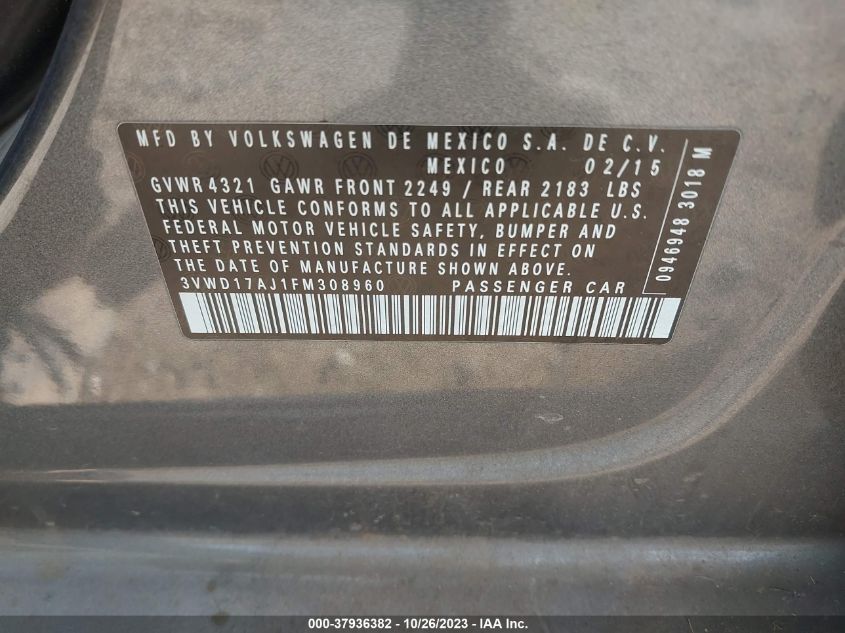 MFD BY VOLKSWAGEN DE MEXICO S.A. DE C.V.
MEXICO 02/15
GVWR 4321 GAWR FRONT 2249 / REAR 2183 LBS
THIS VEHICLE CONFORMS TO ALL APPLICABLE U.S.
FEDERAL MOTOR VEHICLE SAFETY, BUMPER AND
THEFT PREVENTION STANDARDS IN EFFECT ON
THE DATE OF MANUFACTURE SHOWN ABOVE.
3VWD17AJ1FM308960 PASSENGER CAR
0946948 3018 M
000-37936382 - 10/26/2023 - IAA Inc.